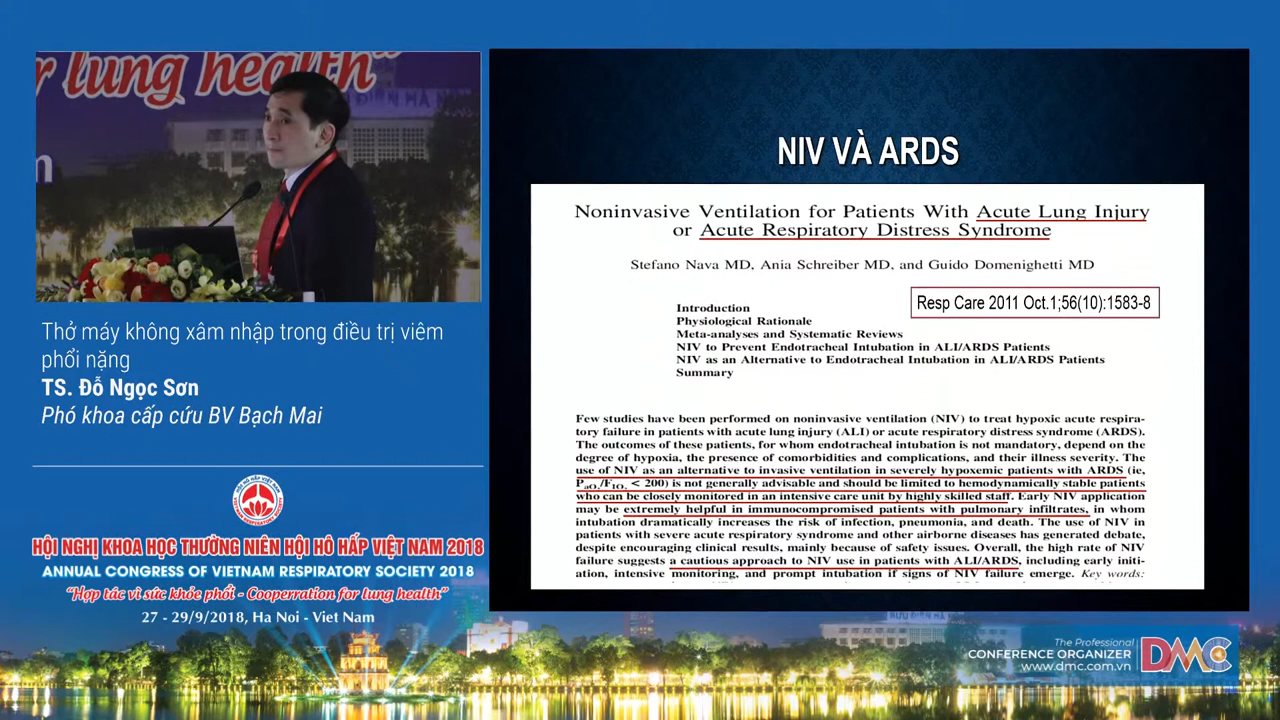 r lung health"
ĐIỆN HÀ N
m
Thở máy không xâm nhập trong điều trị viêm
phổi nặng
TS. Đỗ Ngọc Sơn
Phó khoa cấp cứu BV Bạch Mai
HỘI HÔ HẤP VIỆT NAM
VIETNAM RESPIRATORY SOCIETY
HỘI NGHỊ KHOA HỌC THƯỜNG NIÊN HỘI HÔ HẤP VIỆT NAM 2018
ANNUAL CONGRESS OF VIETNAM RESPIRATORY SOCIETY 2018
"Hợp tác vì sức khỏe phổi - Cooperration for lung health"
27 - 29/9/2018, Ha Noi - Viet Nam
NIV VÀ ARDS
Noninvasive Ventilation for Patients With Acute Lung Injury
or Acute Respiratory Distress Syndrome
Stefano Nava MD, Ania Schreiber MD, and Guido Domenighetti MD
Resp Care 2011 Oct.1;56(10):1583-8
Introduction
Physiological Rationale
Meta-analyses and Systematic Reviews
NIV to Prevent Endotracheal Intubation in ALI/ARDS Patients
NIV as an Alternative to Endotracheal Intubation in ALI/ARDS Patients
Summary
Few studies have been performed on noninvasive ventilation (NIV) to treat hypoxic acute respira-
tory failure in patients with acute lung injury (ALI) or acute respiratory distress syndrome (ARDS).
The outcomes of these patients, for whom endotracheal intubation is not mandatory, depend on the
degree of hypoxia, the presence of comorbidities and complications, and their illness severity. The
use of NIV as an alternative to invasive ventilation in severely hypoxemic patients with ARDS (ie,
PaO2/FIO2 < 200) is not generally advisable and should be limited to hemodynamically stable patients
who can be closely monitored in an intensive care unit by highly skilled staff. Early NIV application
may be extremely helpful in immunocompromised patients with pulmonary infiltrates, in whom
intubation dramatically increases the risk of infection, pneumonia, and death. The use of NIV in
patients with severe acute respiratory syndrome and other airborne diseases has generated debate,
despite encouraging clinical results, mainly because of safety issues. Overall, the high rate of NIV
failure suggests a cautious approach to NIV use in patients with ALI/ARDS, including early initi-
ation, intensive monitoring, and prompt intubation if signs of NIV failure emerge. Key words:
The Professional
CONFERENCE ORGANIZER
www.dmc.com.vn
DMC